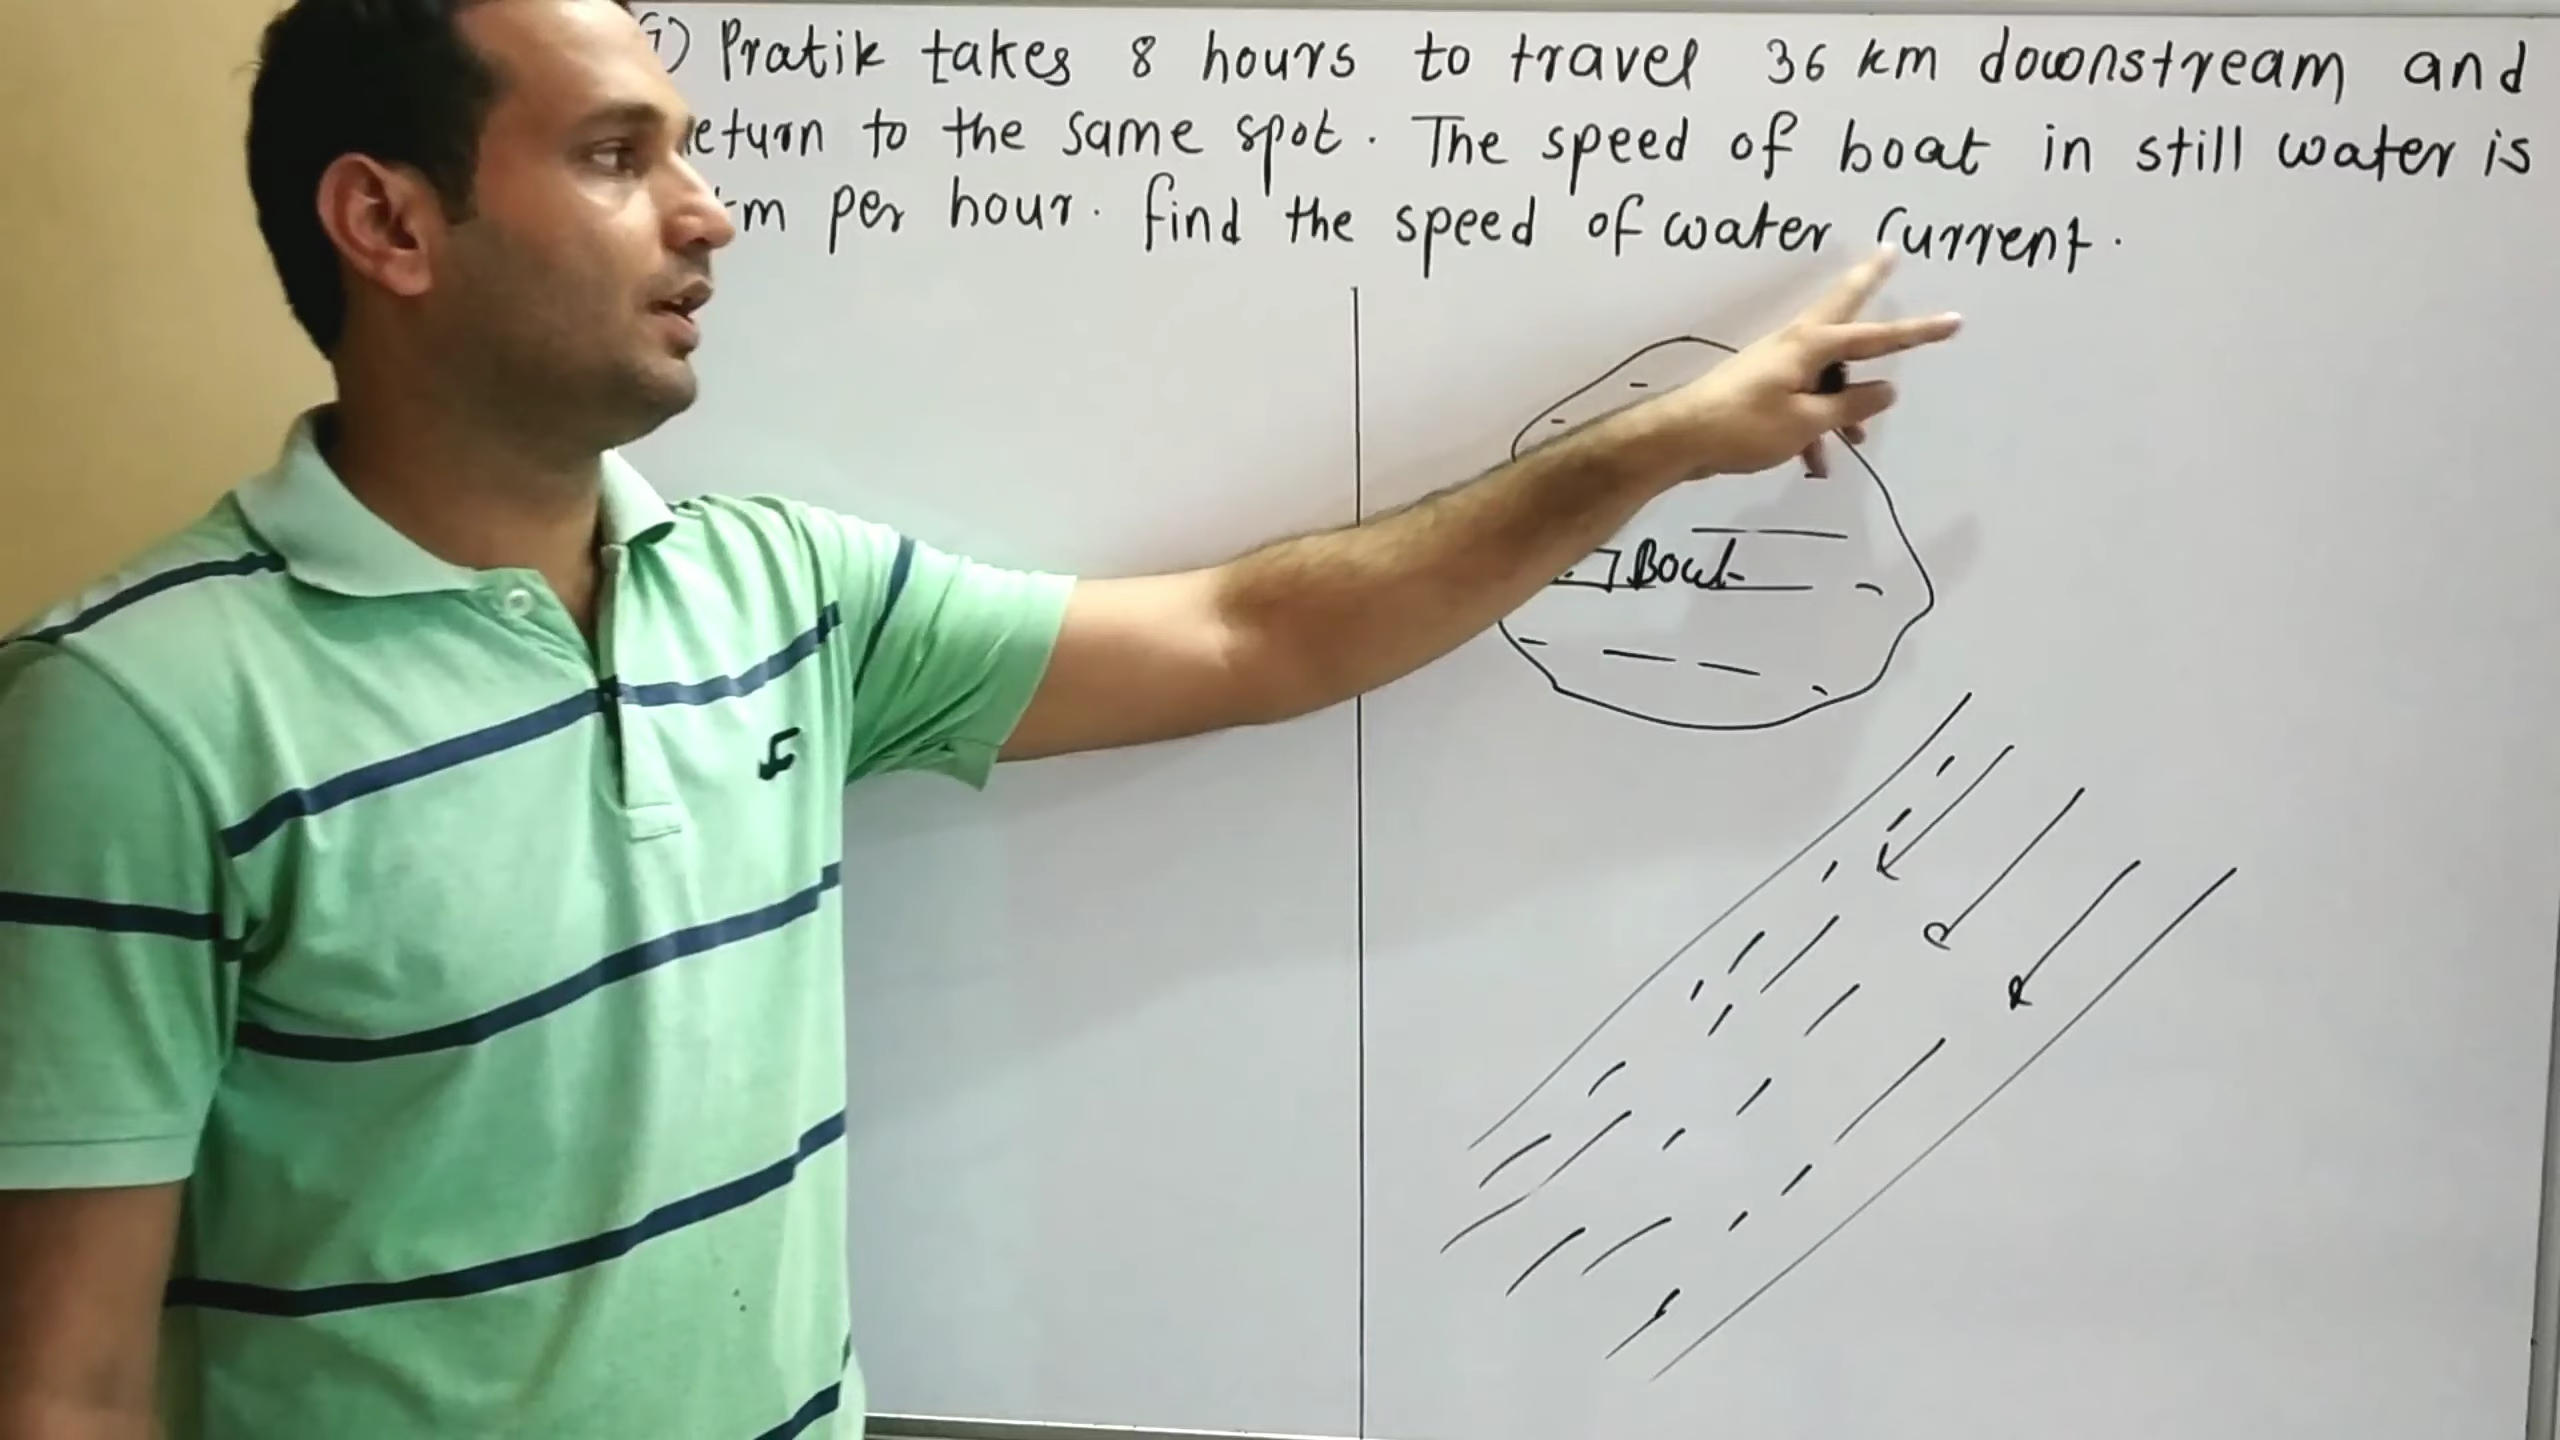 Pratik takes 8 hours to travel 36 km downstream and
return to the same spot. The speed of boat in still water is
per hour. find the speed of water current.
Boat